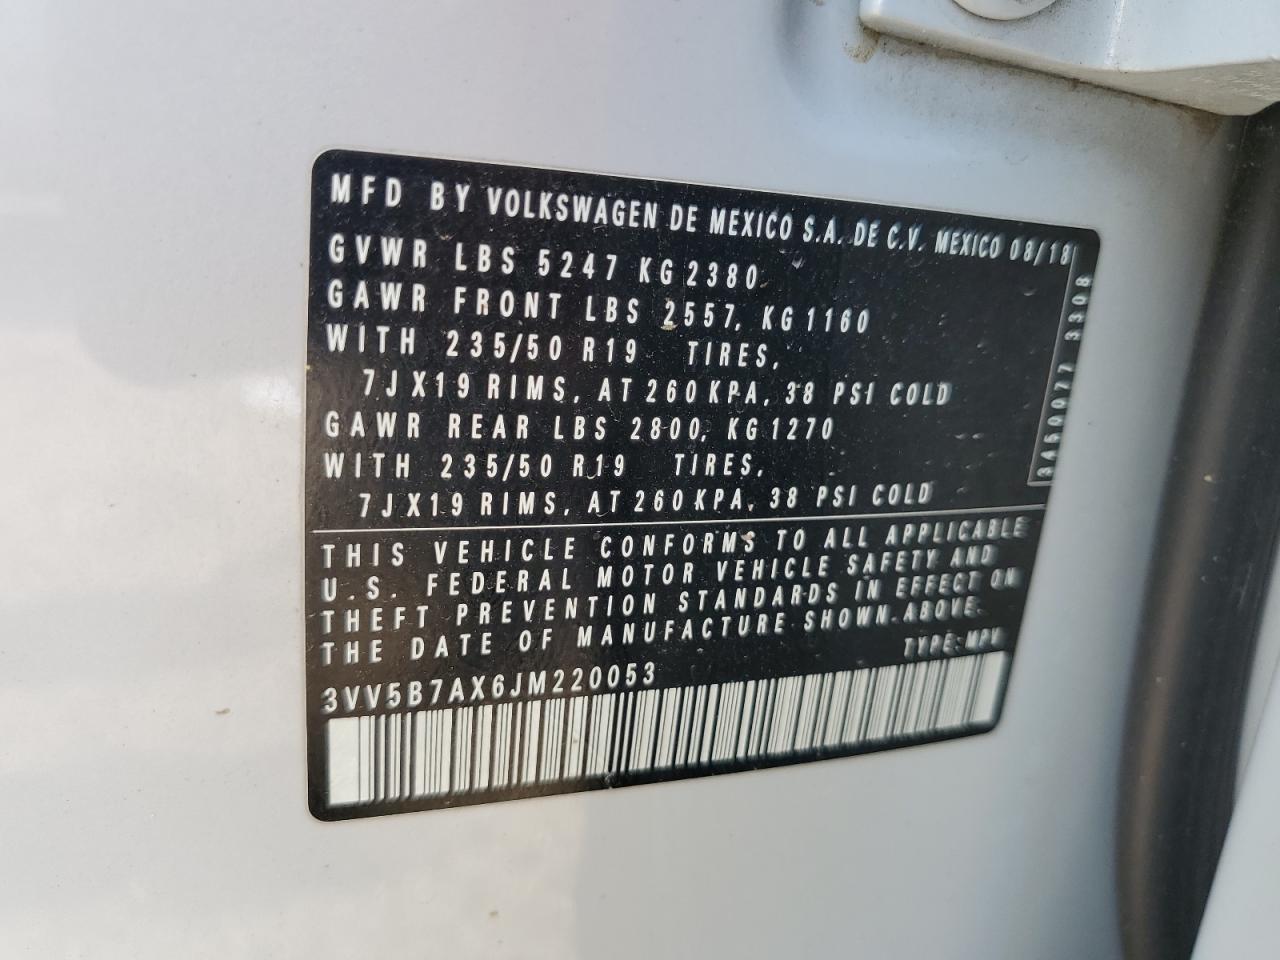 MFD BY VOLKSWAGEN DE MEXICO S.A. DE C.V. MEXICO 08/18
GVWR LBS 5247 KG 2380
GAWR FRONT LBS 2557, KG 1160
WITH 235/50 R19 TIRES,
7JX19 RIMS, AT 260 KPA, 38 PSI COLD
GAWR REAR LBS 2800, KG 1270
WITH 235/50 R19 TIRES,
7JX19 RIMS, AT 260 KPA, 38 PSI COLD
3450077 3308
THIS VEHICLE CONFORMS TO ALL APPLICABLE
U.S. FEDERAL MOTOR VEHICLE SAFETY AND
THEFT PREVENTION STANDARDS IN EFFECT ON
THE DATE OF MANUFACTURE SHOWN ABOVE.
TYPE: MPV
3VV5B7AX6JM220053